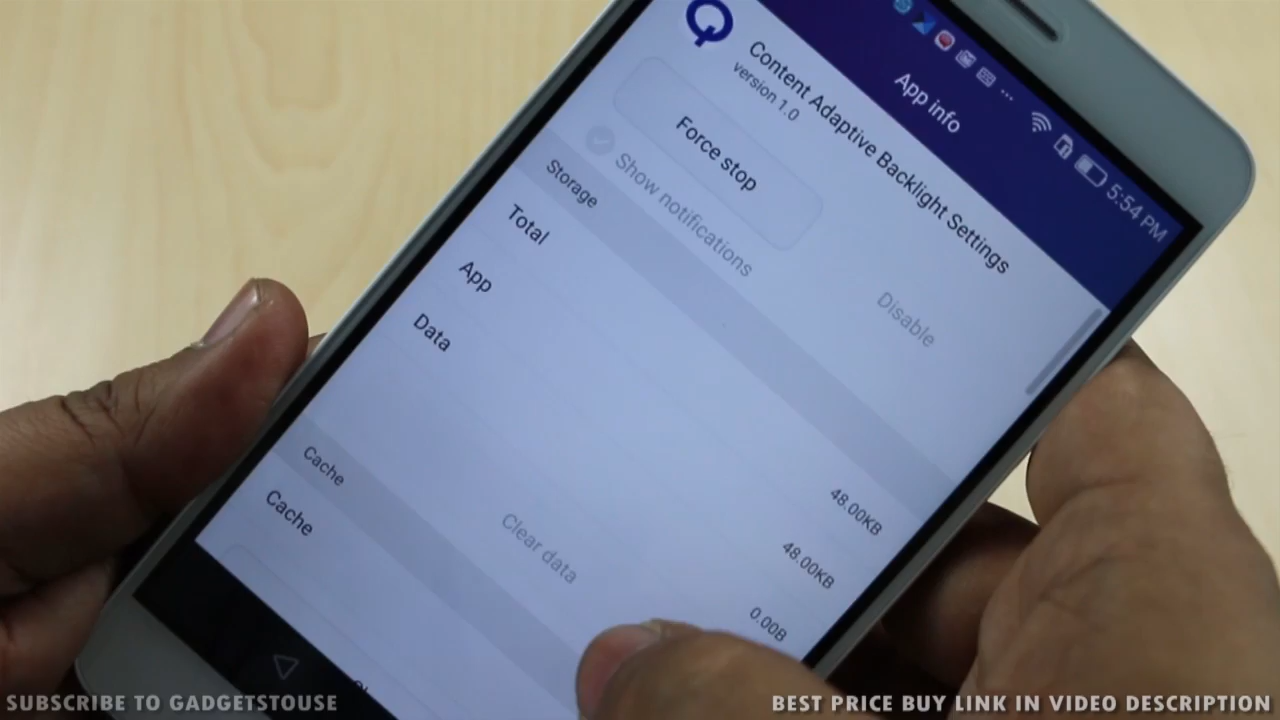 5:54 PM
App info
Content Adaptive Backlight Settings
version 1.0
Force stop
Disable
Show notifications
Storage
Total
48.00KB
App
48.00KB
Data
0.00B
Clear data
Cache
Cache
SUBSCRIBE TO GADGETSTOUSE
BEST PRICE BUY LINK IN VIDEO DESCRIPTION